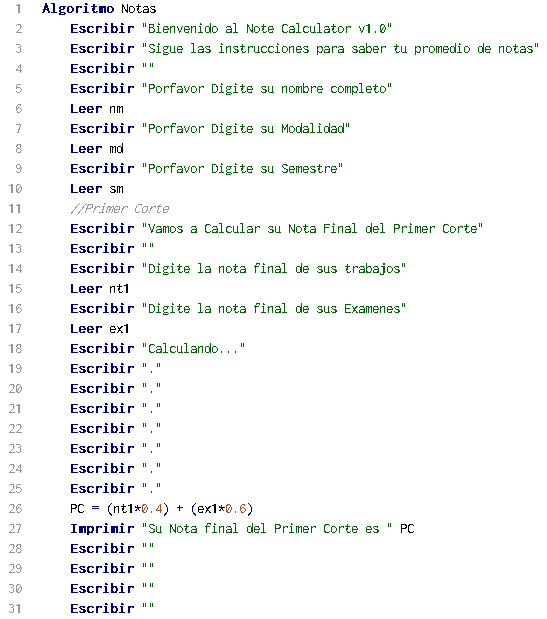 1 Algoritmo Notas
2 Escribir "Bienvenido al Note Calculator v1.0"
3 Escribir "Sigue las instrucciones para saber tu promedio de notas"
4 Escribir ""
5 Escribir "Porfavor Digite su nombre completo"
6 Leer nm
7 Escribir "Porfavor Digite su Modalidad"
8 Leer md
9 Escribir "Porfavor Digite su Semestre"
10 Leer sm
11 //Primer Corte
12 Escribir "Vamos a Calcular su Nota Final del Primer Corte"
13 Escribir ""
14 Escribir "Digite la nota final de sus trabajos"
15 Leer nt1
16 Escribir "Digite la nota final de sus Examenes"
17 Leer ex1
18 Escribir "Calculando..."
19 Escribir "."
20 Escribir "."
21 Escribir "."
22 Escribir "."
23 Escribir "."
24 Escribir "."
25 Escribir "."
26 PC = (nt1*0.4) + (ex1*0.6)
27 Imprimir "Su Nota final del Primer Corte es " PC
28 Escribir ""
29 Escribir ""
30 Escribir ""
31 Escribir ""